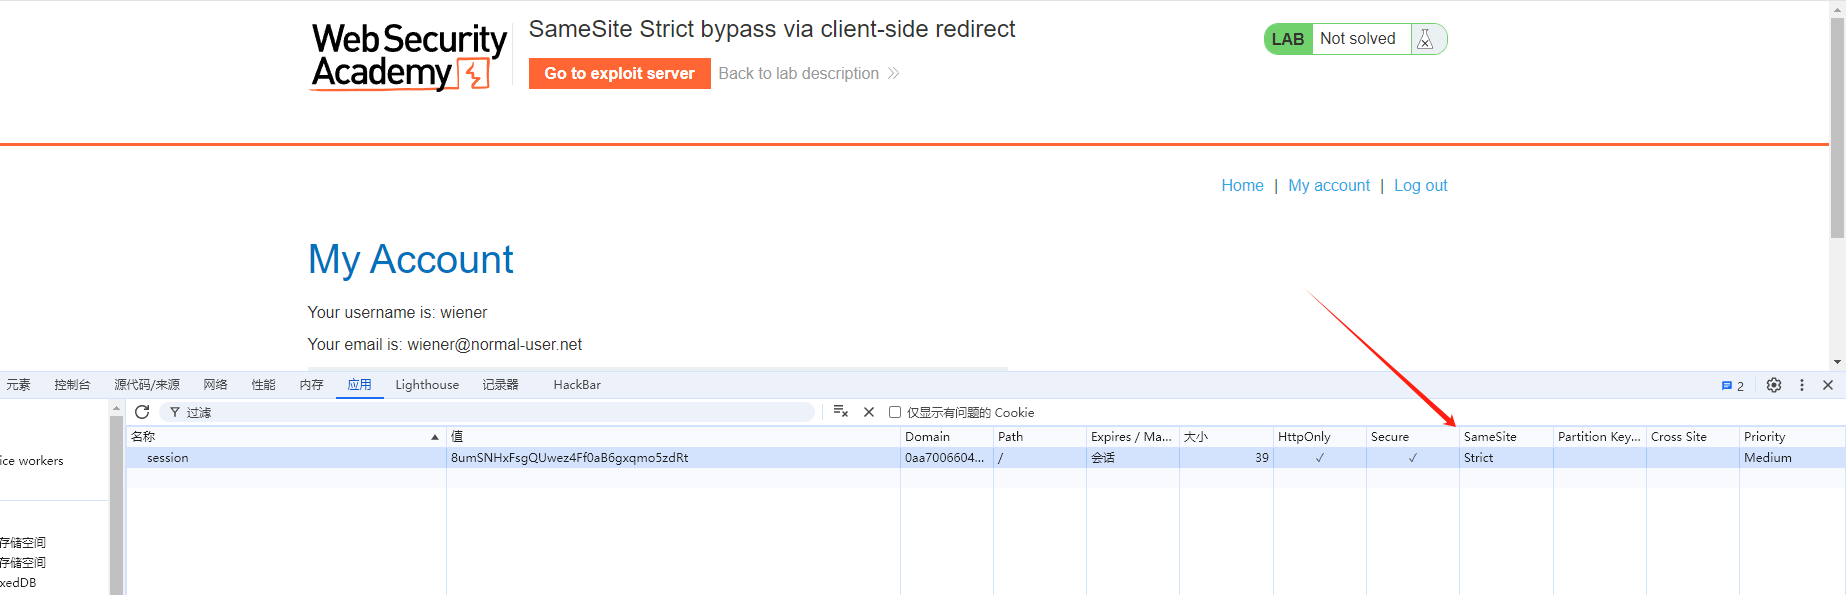 Web Security
Academy
SameSite Strict bypass via client-side redirect
Go to exploit server
Back to lab description
LAB
Not solved
Home | My account | Log out
My Account
Your username is: wiener
Your email is: wiener@normal-user.net
元素 控制台 源代码/来源 网络 性能 内存 应用 Lighthouse 记录器 HackBar 2
过滤 仅显示有问题的 Cookie
名称 值 Domain Path Expires / Ma... 大小 HttpOnly Secure SameSite Partition Key... Cross Site Priority
session 8umSNHxFsgQUwez4Ff0aB6gxqmo5zdRt 0aa7006604... / 会话 39 ✓ ✓ Strict Medium
ice workers
存储空间
存储空间
xedDB